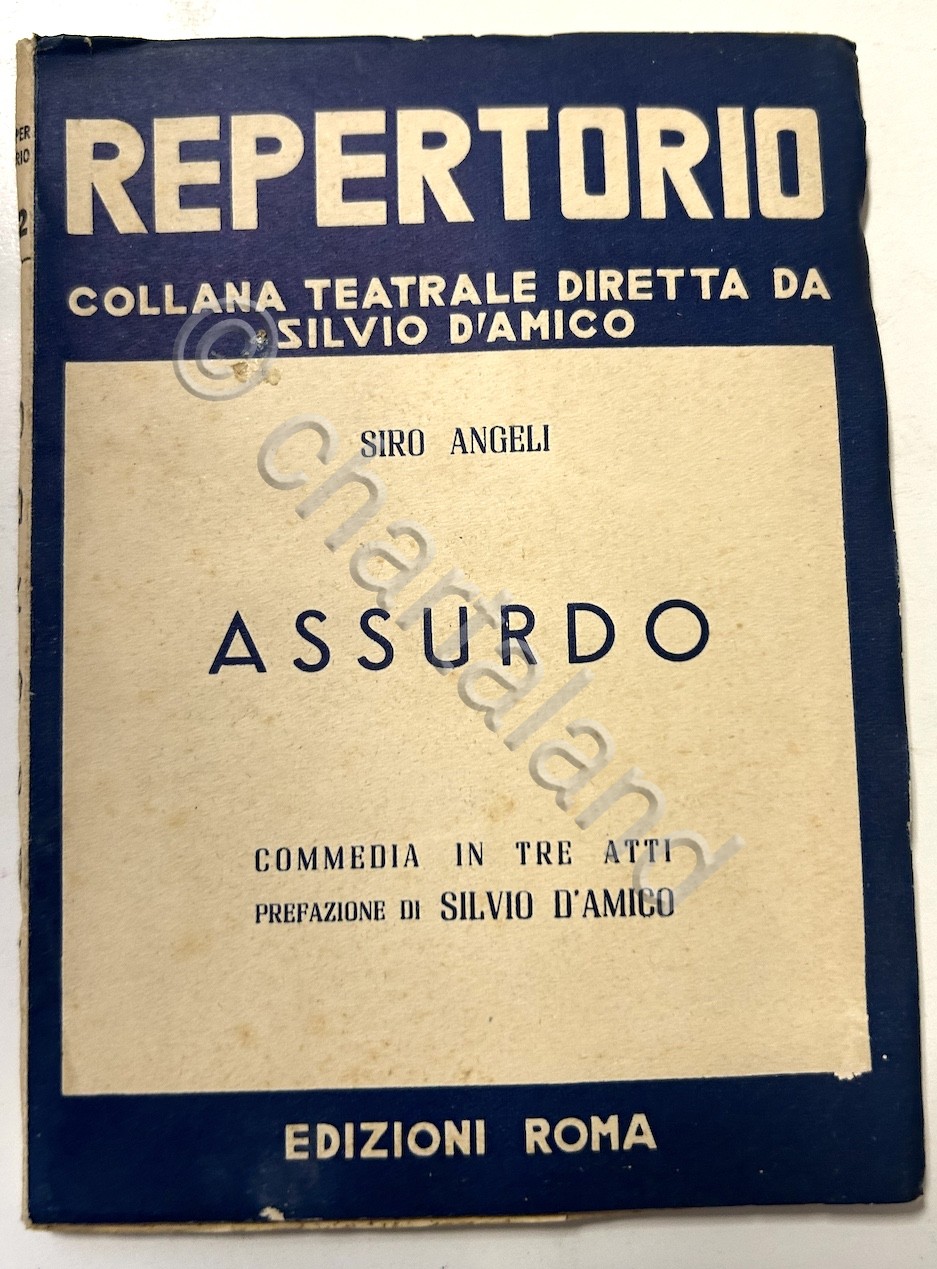 REPERTORIO
COLLANA TEATRALE DIRETTA DA
SILVIO D'AMICO
SIRO ANGELI
ASSURDO
COMMEDIA IN TRE ATTI
PREFAZIONE DI SILVIO D'AMICO
EDIZIONI ROMA
© chartaland